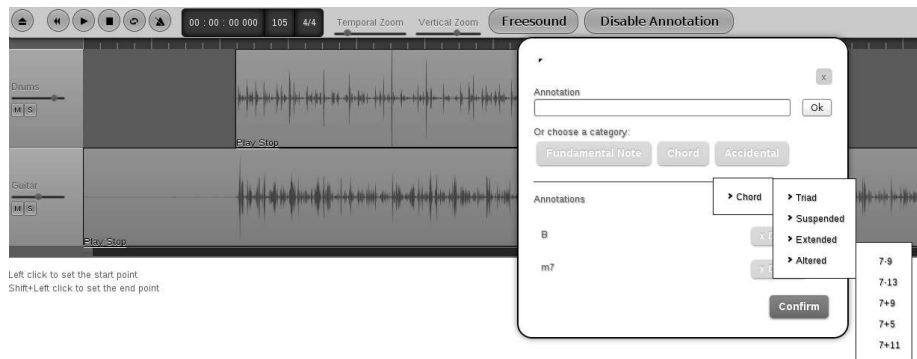 00 : 00 : 00 000 105 4/4 Temporal Zoom Vertical Zoom Freesound Disable Annotation
Drums
M S
Play Stop
Guitar
M S
Play Stop
Left click to set the start point
Shift+Left click to set the end point
x
Annotation
Ok
Or choose a category:
Fundamental Note Chord Accidental
Annotations
B
x
m7
x
Confirm
Chord
Triad
Suspended
Extended
Altered
7-9
7-13
7+9
7+5
7+11